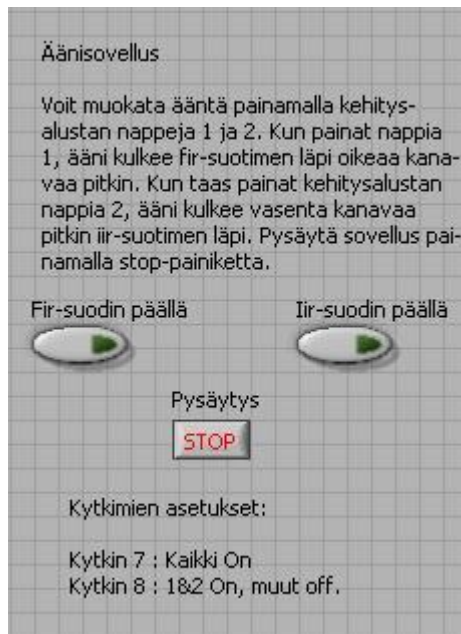 Äänisovellus
Voit muokata ääntä painamalla kehitys-
alustan nappeja 1 ja 2. Kun painat nappia
1, ääni kulkee fir-suotimen läpi oikeaa kana-
vaa pitkin. Kun taas painat kehitysalustan
nappia 2, ääni kulkee vasenta kanavaa
pitkin iir-suotimen läpi. Pysäytä sovellus pai-
namalla stop-painiketta.
Fir-suodin päällä Iir-suodin päällä
Pysäytys
STOP
Kytkimien asetukset:
Kytkin 7 : Kaikki On
Kytkin 8 : 1&2 On, muut off.